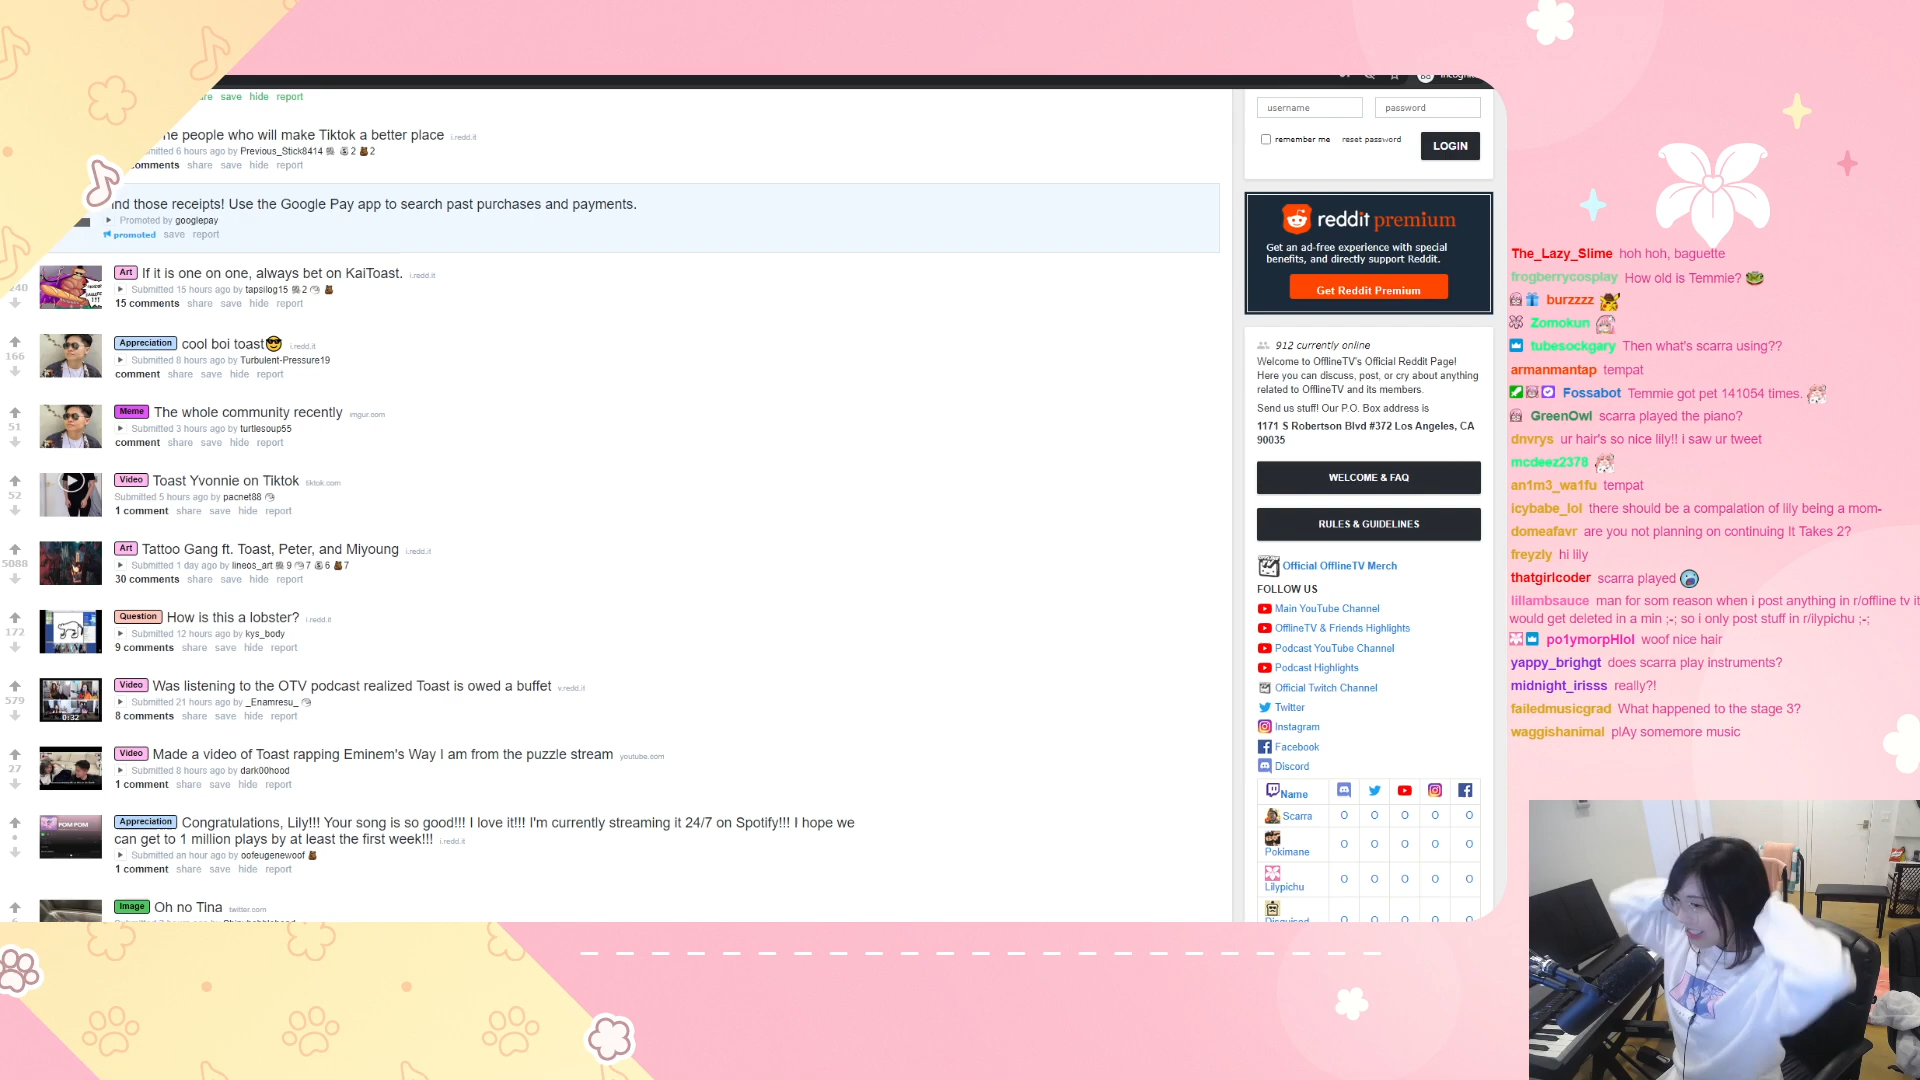 save hide report
people who will make Tiktok a better place i.redd.it
6 hours ago by Previous_Stick8414 2 2
share save hide report
nd those receipts! Use the Google Pay app to search past purchases and payments.
Promoted by googlepay
promoted save report
Art If it is one on one, always bet on KaiToast. i.redd.it
Submitted 15 hours ago by tapsilog15 2
240
15 comments share save hide report
Appreciation cool boi toast i.redd.it
166
Submitted 8 hours ago by Turbulent-Pressure19
comment share save hide report
Meme The whole community recently imgur.com
51
Submitted 3 hours ago by turtlesoup55
comment share save hide report
Video Toast Yvonnie on Tiktok tiktok.com
52
Submitted 5 hours ago by pacnet88
1 comment share save hide report
Art Tattoo Gang ft. Toast, Peter, and Miyoung i.redd.it
5088
Submitted 1 day ago by lineos_art 9 7 6 7
30 comments share save hide report
Question How is this a lobster? i.redd.it
172
Submitted 12 hours ago by kys_body
9 comments share save hide report
Video Was listening to the OTV podcast realized Toast is owed a buffet v.redd.it
579
Submitted 21 hours ago by _Enamresu_
0:32
8 comments share save hide report
Video Made a video of Toast rapping Eminem's Way I am from the puzzle stream youtube.com
27
Submitted 8 hours ago by dark00hood
1 comment share save hide report
POM POM
Appreciation Congratulations, Lily!!! Your song is so good!!! I love it!!! I'm currently streaming it 24/7 on Spotify!!! I hope we
can get to 1 million plays by at least the first week!!! i.redd.it
Submitted an hour ago by oofeugenewoof
1 comment share save hide report
Image Oh no Tina twitter.com
username password
remember me reset password LOGIN
reddit premium
Get an ad-free experience with special
benefits, and directly support Reddit.
Get Reddit Premium
912 currently online
Welcome to OfflineTV's Official Reddit Page!
Here you can discuss, post, or cry about anything
related to OfflineTV and its members.
Send us stuff! Our P.O. Box address is
1171 S Robertson Blvd #372 Los Angeles, CA
90035
WELCOME & FAQ
RULES & GUIDELINES
Official OfflineTV Merch
FOLLOW US
Main YouTube Channel
OfflineTV & Friends Highlights
Podcast YouTube Channel
Podcast Highlights
Official Twitch Channel
Twitter
Instagram
Facebook
Discord
Name
Scarra O O O O O
Pokimane O O O O O
Lilypichu O O O O O
The_Lazy_Slime hoh hoh, baguette
frogberrycosplay How old is Temmie?
burzzzz
Zomokun
tubesockgary Then what's scarra using??
armanmantap tempat
Fossabot Temmie got pet 141054 times.
GreenOwl scarra played the piano?
dnvrys ur hair's so nice lily!! i saw ur tweet
mcdeez2378
an1m3_wa1fu tempat
icybabe_lol there should be a compalation of lily being a mom-
domeafavr are you not planning on continuing It Takes 2?
freyzly hi lily
thatgirlcoder scarra played
lillambsauce man for som reason when i post anything in r/offline tv it
would get deleted in a min ;-; so i only post stuff in r/ilypichu ;-;
po1ymorpHIol woof nice hair
yappy_brighgt does scarra play instruments?
midnight_irisss really?!
failedmusicgrad What happened to the stage 3?
waggishanimal plAy somemore music